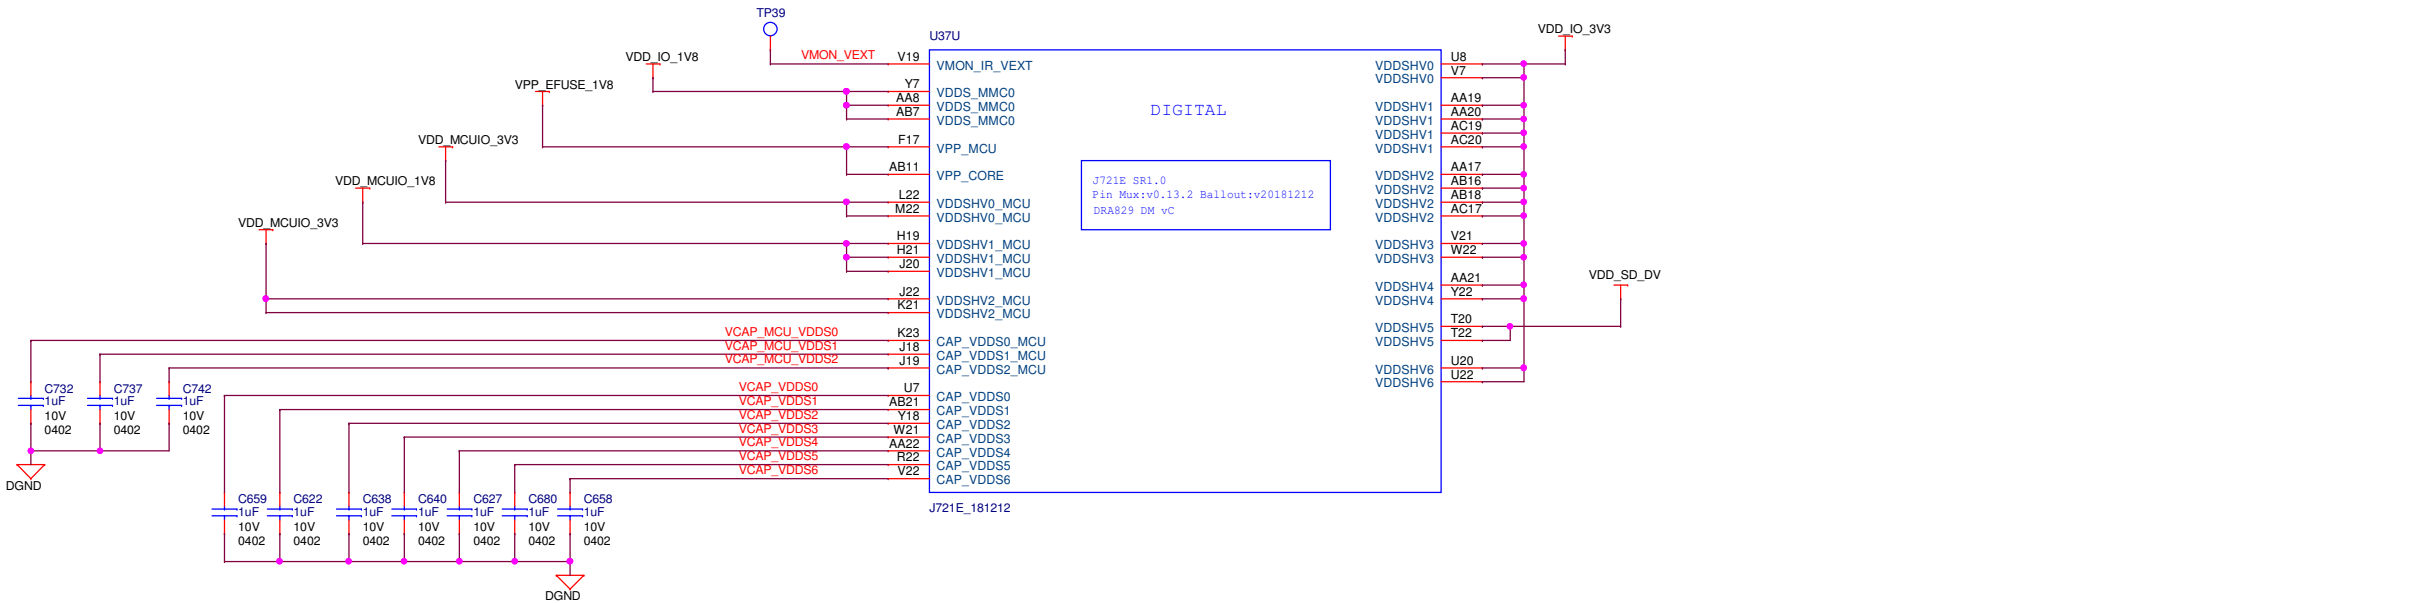 TP39
U37U
VDD_IO_3V3
VMON_VEXT
V19
VMON_IR_VEXT
VDD_IO_1V8
Y7
VDDS_MMC0
AA8
VDDS_MMC0
AB7
VDDS_MMC0
VPP_EFUSE_1V8
F17
VPP_MCU
AB11
VPP_CORE
VDD_MCUIO_3V3
L22
VDDSHV0_MCU
M22
VDDSHV0_MCU
VDD_MCUIO_1V8
H19
VDDSHV1_MCU
H21
VDDSHV1_MCU
J20
VDDSHV1_MCU
VDD_MCUIO_3V3
J22
VDDSHV2_MCU
K21
VDDSHV2_MCU
VCAP_MCU_VDDS0
K23
CAP_VDDS0_MCU
VCAP_MCU_VDDS1
J18
CAP_VDDS1_MCU
VCAP_MCU_VDDS2
J19
CAP_VDDS2_MCU
VCAP_VDDS0
U7
CAP_VDDS0
VCAP_VDDS1
AB21
CAP_VDDS1
VCAP_VDDS2
Y18
CAP_VDDS2
VCAP_VDDS3
W21
CAP_VDDS3
VCAP_VDDS4
AA22
CAP_VDDS4
VCAP_VDDS5
R22
CAP_VDDS5
VCAP_VDDS6
V22
CAP_VDDS6
DIGITAL
J721E SR1.0
Pin Mux:v0.13.2 Ballout:v20181212
DRA829 DM vC
U8
VDDSHV0
V7
VDDSHV0
AA19
VDDSHV1
AA20
VDDSHV1
AC19
VDDSHV1
AC20
VDDSHV1
AA17
VDDSHV2
AB16
VDDSHV2
AB18
VDDSHV2
AC17
VDDSHV2
V21
VDDSHV3
W22
VDDSHV3
AA21
VDDSHV4
Y22
VDDSHV4
VDD_SD_DV
T20
VDDSHV5
T22
VDDSHV5
U20
VDDSHV6
U22
VDDSHV6
J721E_181212
C732
1uF
10V
0402
C737
1uF
10V
0402
C742
1uF
10V
0402
DGND
C659
1uF
10V
0402
C622
1uF
10V
0402
C638
1uF
10V
0402
C640
1uF
10V
0402
C627
1uF
10V
0402
C680
1uF
10V
0402
C658
1uF
10V
0402
DGND